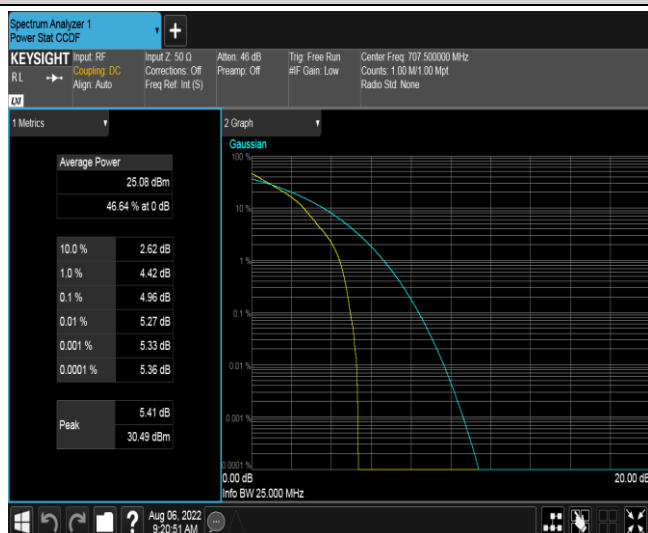 Spectrum Analyzer 1
Power Stat CCDF
+
KEYSIGHT
RL
LXI
Input: RF
Coupling: DC
Align: Auto
Input Z: 50 Ω
Corrections: Off
Freq Ref: Int (S)
Atten: 46 dB
Preamp: Off
Trig: Free Run
#IF Gain: Low
Center Freq: 707.500000 MHz
Counts: 1.00 M/1.00 Mpt
Radio Std: None
1 Metrics
Average Power
25.08 dBm
46.64 % at 0 dB
10.0 % 2.62 dB
1.0 % 4.42 dB
0.1 % 4.96 dB
0.01 % 5.27 dB
0.001 % 5.33 dB
0.0001 % 5.36 dB
Peak
5.41 dB
30.49 dBm
2 Graph
Gaussian
100 %
10 %
1 %
0.1 %
0.01 %
0.001 %
0.0001 %
0.00 dB 20.00 dB
Info BW 25.000 MHz
?
Aug 06, 2022
9:20:51 AM